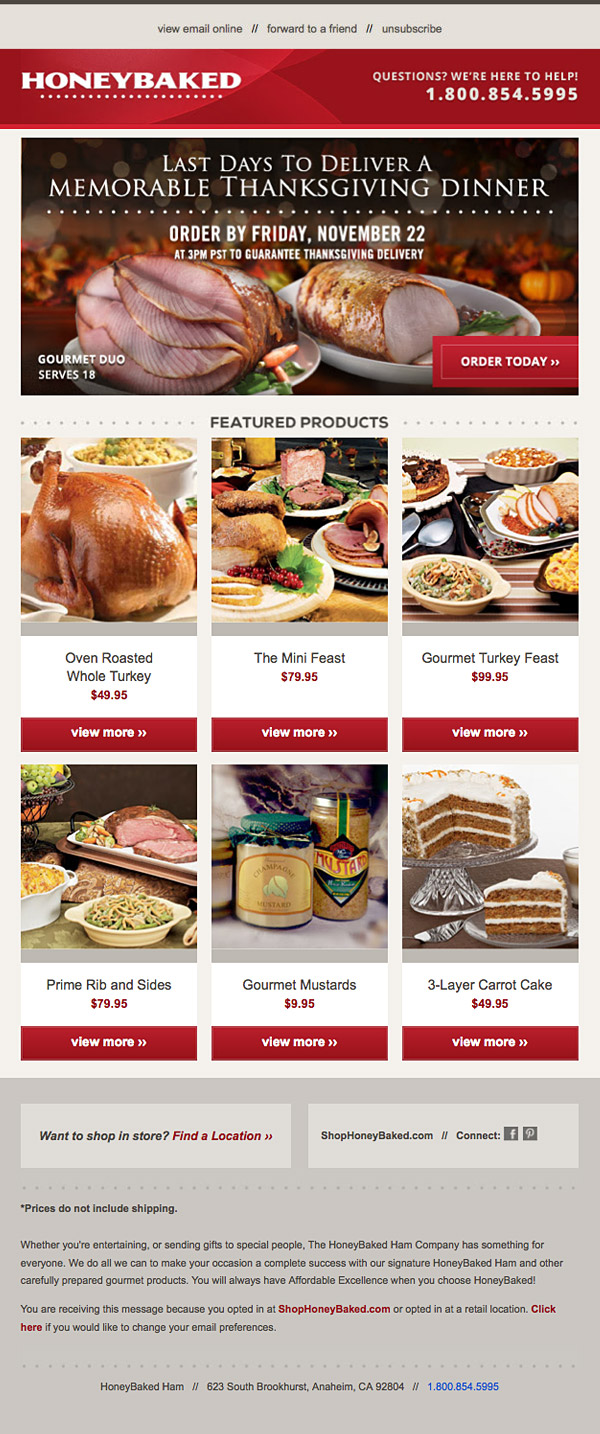 view email online // forward to a friend // unsubscribe
HONEYBAKED
QUESTIONS? WE'RE HERE TO HELP!
1.800.854.5995
LAST DAYS TO DELIVER A
MEMORABLE THANKSGIVING DINNER
ORDER BY FRIDAY, NOVEMBER 22
AT 3PM PST TO GUARANTEE THANKSGIVING DELIVERY
GOURMET DUO
SERVES 18
ORDER TODAY ››
FEATURED PRODUCTS
Oven Roasted
Whole Turkey
$49.95
view more ››
The Mini Feast
$79.95
view more ››
Gourmet Turkey Feast
$99.95
view more ››
CHAMPAGNE
MUSTARD
MUSTARD
Prime Rib and Sides
$79.95
view more ››
Gourmet Mustards
$9.95
view more ››
3-Layer Carrot Cake
$49.95
view more ››
Want to shop in store? Find a Location ››
ShopHoneyBaked.com // Connect:
*Prices do not include shipping.
Whether you're entertaining, or sending gifts to special people, The HoneyBaked Ham Company has something for
everyone. We do all we can to make your occasion a complete success with our signature HoneyBaked Ham and other
carefully prepared gourmet products. You will always have Affordable Excellence when you choose HoneyBaked!
You are receiving this message because you opted in at ShopHoneyBaked.com or opted in at a retail location. Click
here if you would like to change your email preferences.
HoneyBaked Ham // 623 South Brookhurst, Anaheim, CA 92804 // 1.800.854.5995